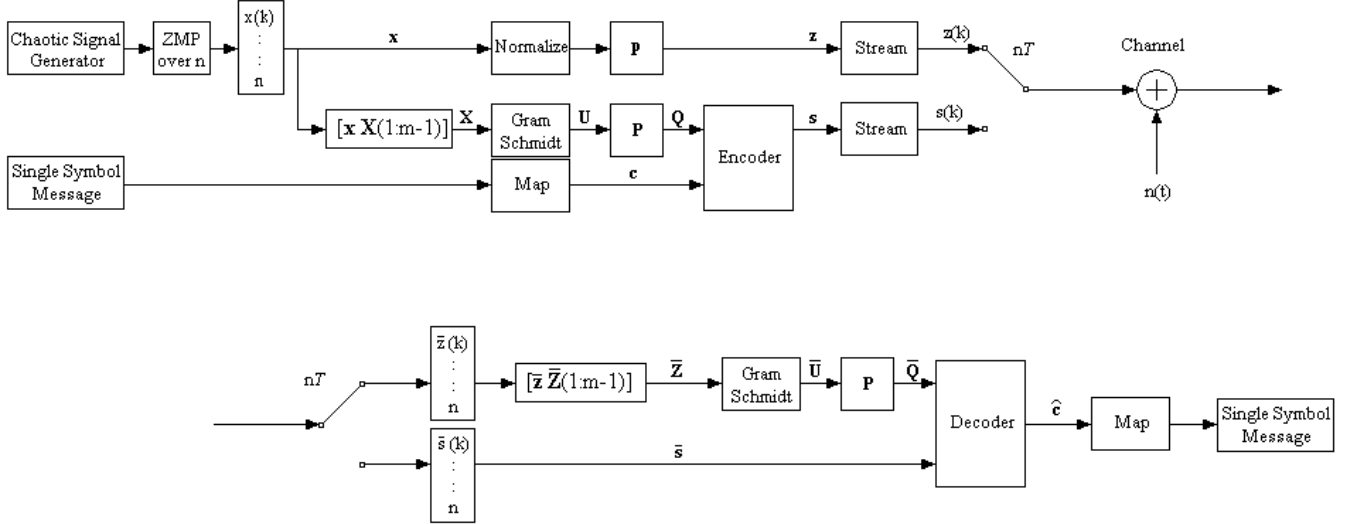 Chaotic Signal
Generator
ZMP
over n
x(k)
.
.
.
n
x
Normalize
P
z
Stream
z(k)
nT
Channel
+
n(t)
[x X(1:m-1)]
X
Gram
Schmidt
U
P
Q
Encoder
s
Stream
s(k)
Single Symbol
Message
Map
c
nT
z̄(k)
.
.
.
n
[z̄ Z̄(1:m-1)]
Z̄
Gram
Schmidt
Ū
P
Q̄
Decoder
ĉ
Map
Single Symbol
Message
s̄(k)
:
.
.
n
s̄